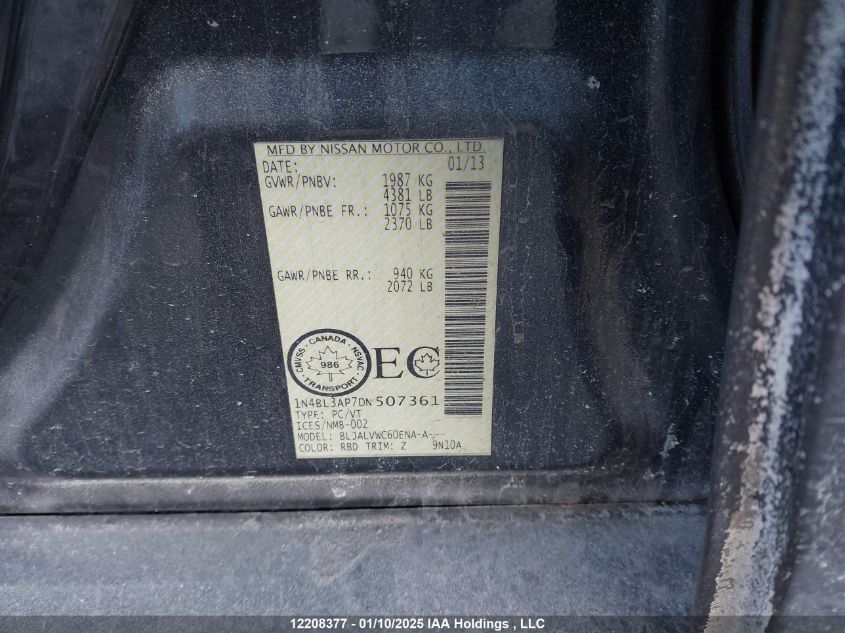 MFD BY NISSAN MOTOR CO., LTD.
DATE: 01/13
GVWR/PNBV: 1987 KG
4381 LB
GAWR/PNBE FR.: 1075 KG
2370 LB
GAWR/PNBE RR.: 940 KG
2072 LB
CANADA
CMVSS 986 NSVAC
TRANSPORT
EC
1N4BL3AP7DN507361
TYPE: PC/VT
ICES/NMB-002
MODEL: BLJALVWC60ENA-A---
COLOR: RBD TRIM: Z 9N10A
12208377 - 01/10/2025 IAA Holdings , LLC